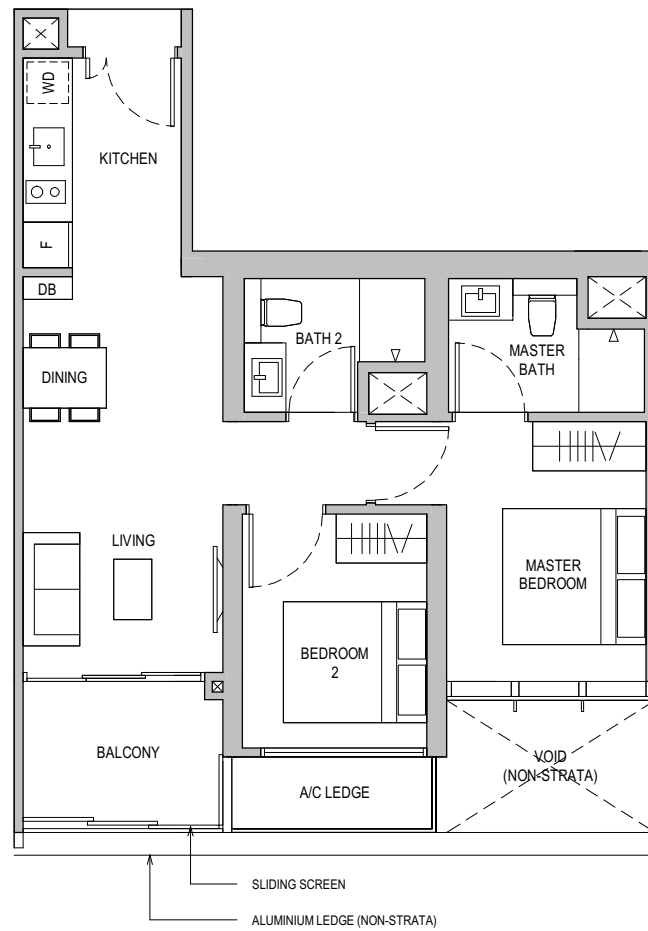 WD
KITCHEN
F
DB
DINING
BATH 2
MASTER
BATH
LIVING
MASTER
BEDROOM
BEDROOM
2
BALCONY
VOID
(NON-STRATA)
A/C LEDGE
SLIDING SCREEN
ALUMINIUM LEDGE (NON-STRATA)